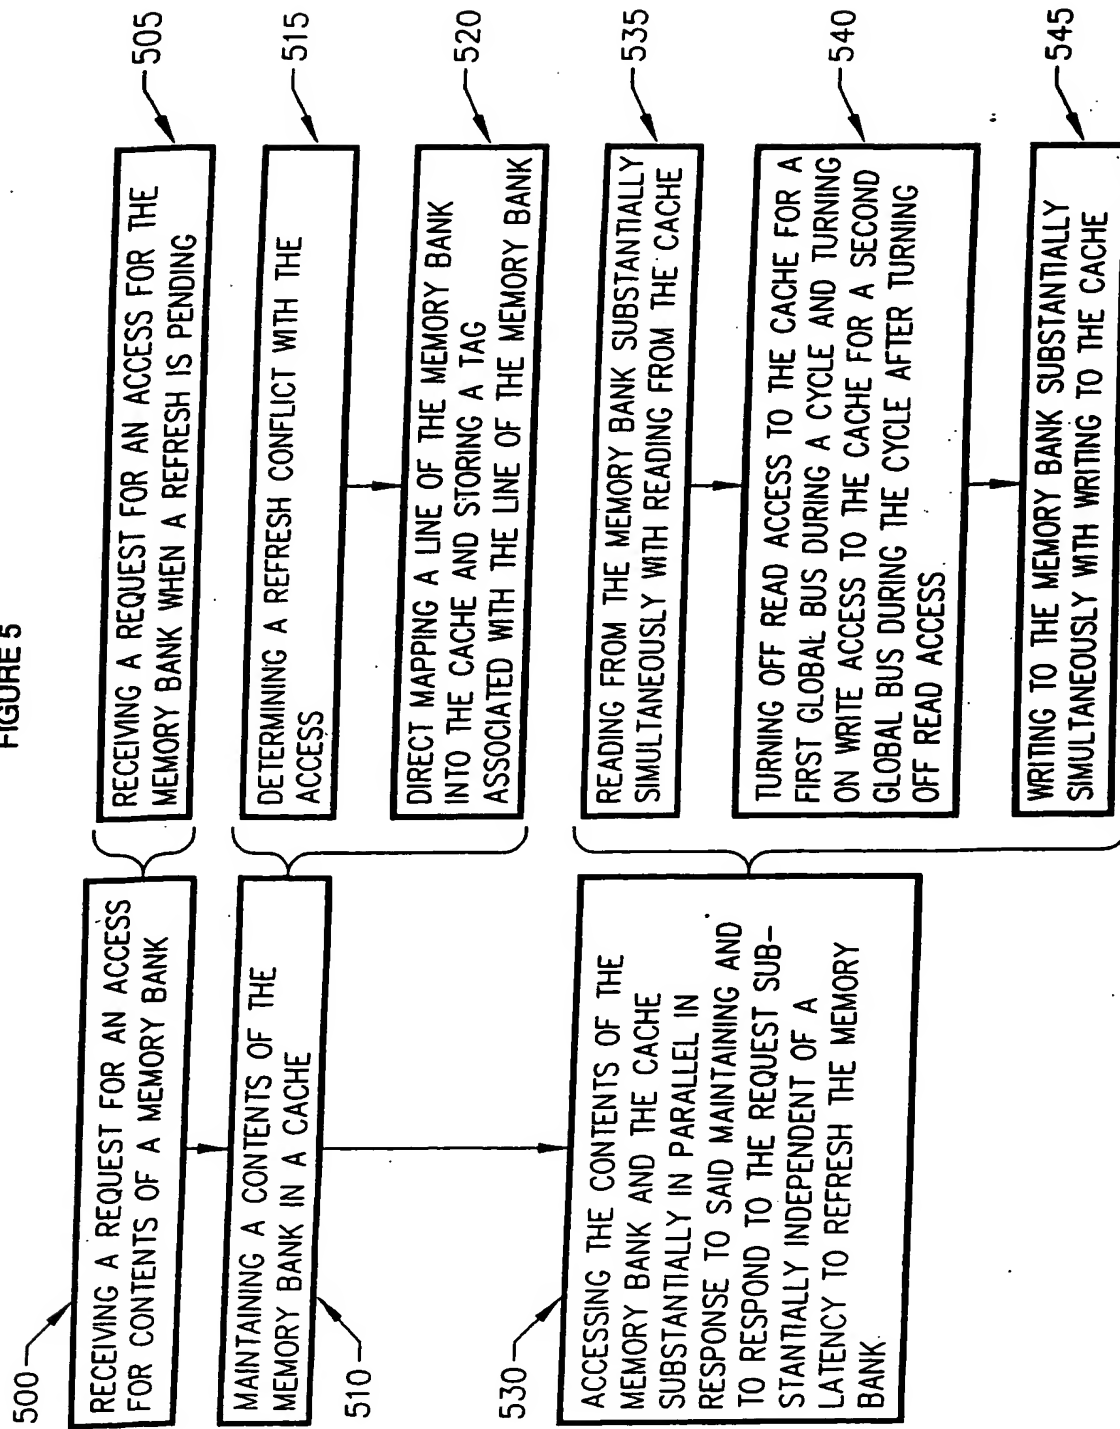 FIGURE 5
500
RECEIVING A REQUEST FOR AN ACCESS
FOR CONTENTS OF A MEMORY BANK
RECEIVING A REQUEST FOR AN ACCESS FOR THE
MEMORY BANK WHEN A REFRESH IS PENDING
505
MAINTAINING A CONTENTS OF THE
MEMORY BANK IN A CACHE
510
DETERMINING A REFRESH CONFLICT WITH THE
ACCESS
515
DIRECT MAPPING A LINE OF THE MEMORY BANK
INTO THE CACHE AND STORING A TAG
ASSOCIATED WITH THE LINE OF THE MEMORY BANK
520
530
ACCESSING THE CONTENTS OF THE
MEMORY BANK AND THE CACHE
SUBSTANTIALLY IN PARALLEL IN
RESPONSE TO SAID MAINTAINING AND
TO RESPOND TO THE REQUEST SUB-
STANTIALLY INDEPENDENT OF A
LATENCY TO REFRESH THE MEMORY
BANK.
READING FROM THE MEMORY BANK SUBSTANTIALLY
SIMULTANEOUSLY WITH READING FROM THE CACHE
535
TURNING OFF READ ACCESS TO THE CACHE FOR A
FIRST GLOBAL BUS DURING A CYCLE AND TURNING
ON WRITE ACCESS TO THE CACHE FOR A SECOND
GLOBAL BUS DURING THE CYCLE AFTER TURNING
OFF READ ACCESS
540
WRITING TO THE MEMORY BANK SUBSTANTIALLY
SIMULTANEOUSLY WITH WRITING TO THE CACHE
545